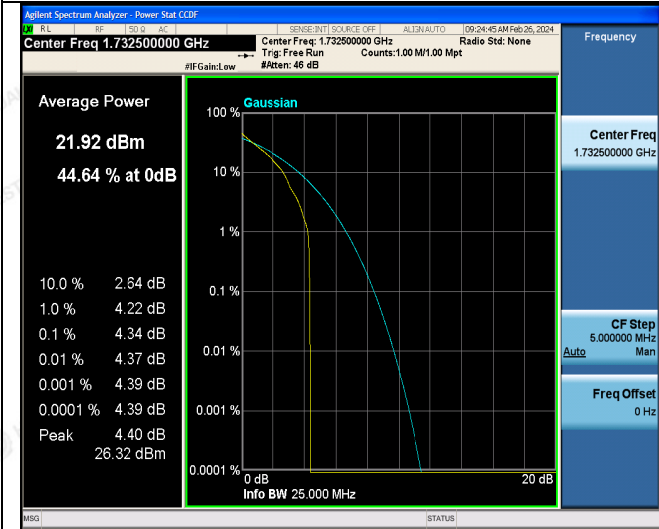 Agilent Spectrum Analyzer - Power Stat CCDF
LXI RL RF 50 Ω AC SENSE:INT SOURCE OFF ALIGN AUTO 09:24:45 AM Feb 26, 2024
Center Freq 1.732500000 GHz
Center Freq: 1.732500000 GHz Radio Std: None
Trig: Free Run Counts:1.00 M/1.00 Mpt
#IFGain:Low #Atten: 46 dB
Frequency
Average Power
21.92 dBm
44.64 % at 0dB
10.0 % 2.64 dB
1.0 % 4.22 dB
0.1 % 4.34 dB
0.01 % 4.37 dB
0.001 % 4.39 dB
0.0001 % 4.39 dB
Peak 4.40 dB
26.32 dBm
Gaussian
100 %
10 %
1 %
0.1 %
0.01 %
0.001 %
0.0001 %
0 dB 20 dB
Info BW 25.000 MHz
Center Freq
1.732500000 GHz
CF Step
5.000000 MHz
Auto Man
Freq Offset
0 Hz
MSG STATUS